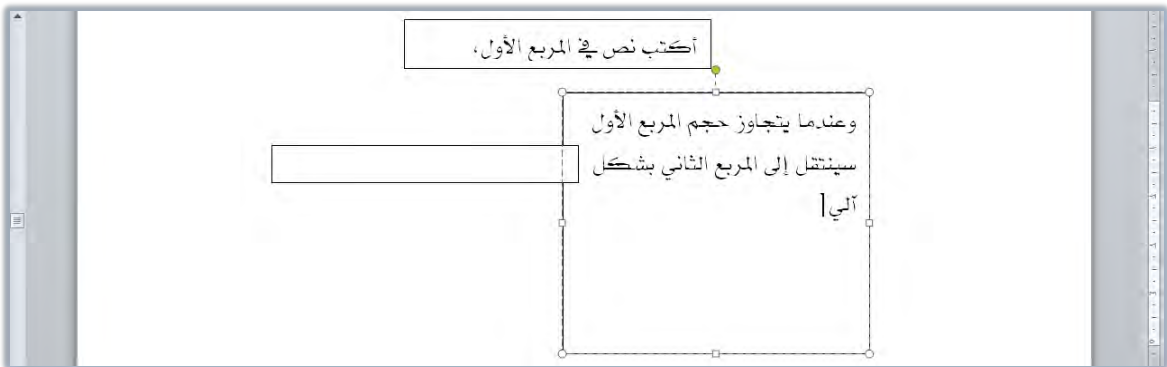 أكتب نص في المربع الأول،
وعندما يتجاوز حجم المربع الأول
سينتقل إلى المربع الثاني بشكل
آلي